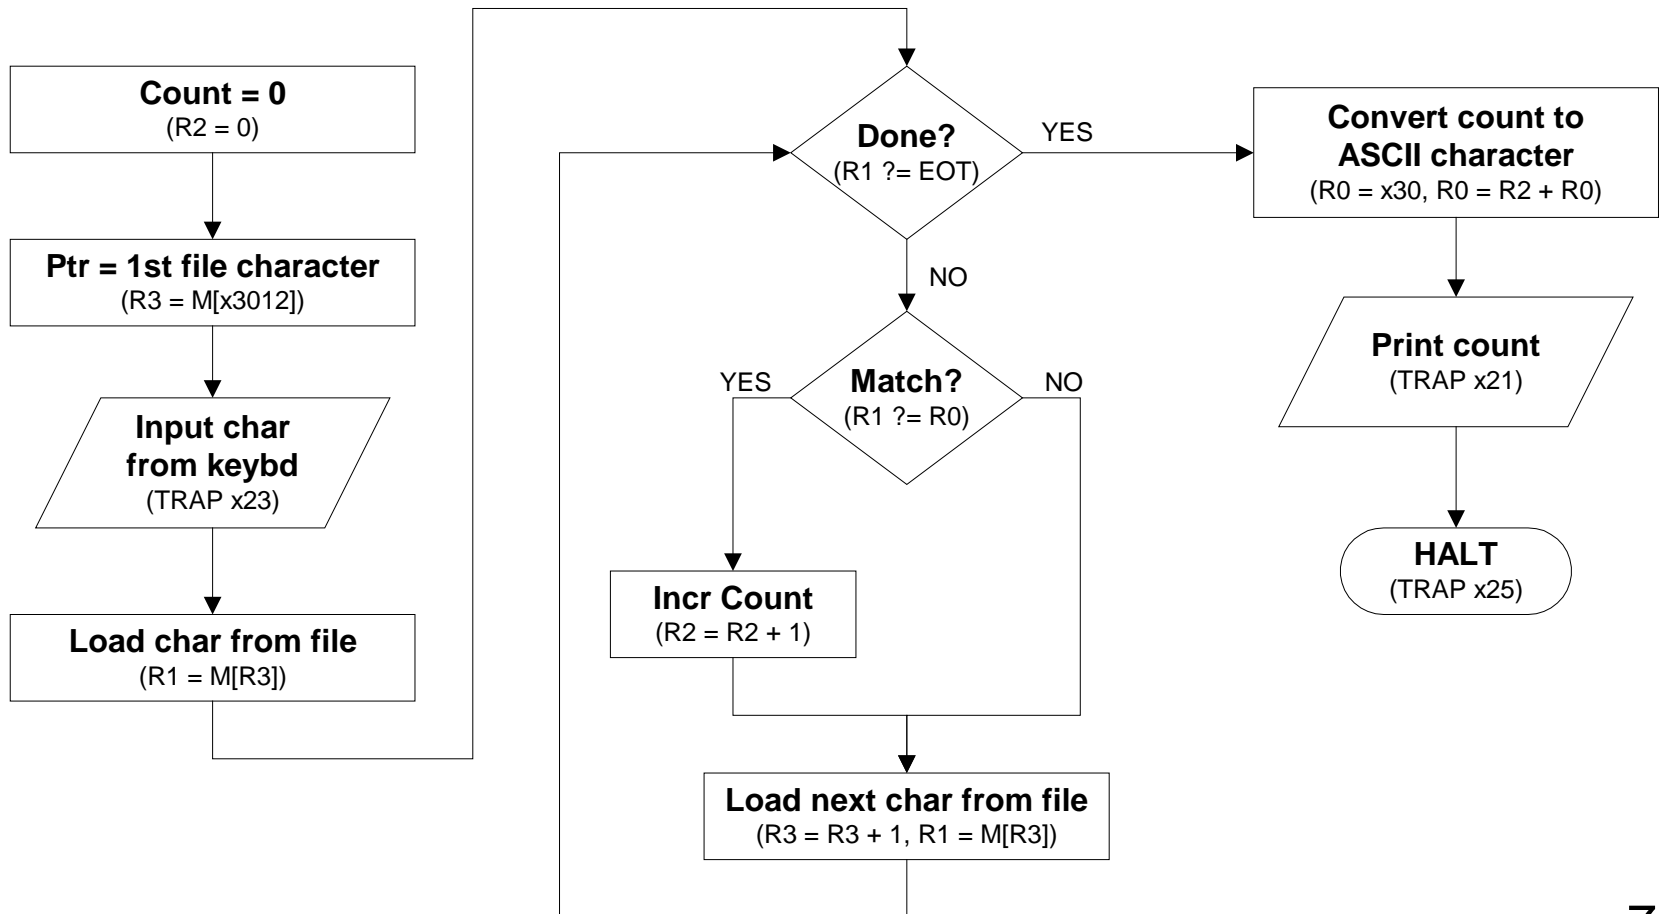 Count = 0
(R2 = 0)
Ptr = 1st file character
(R3 = M[x3012])
Input char
from keybd
(TRAP x23)
Load char from file
(R1 = M[R3])
Done?
(R1 ?= EOT)
YES
NO
Match?
(R1 ?= R0)
YES
NO
Incr Count
(R2 = R2 + 1)
Load next char from file
(R3 = R3 + 1, R1 = M[R3])
Convert count to
ASCII character
(R0 = x30, R0 = R2 + R0)
Print count
(TRAP x21)
HALT
(TRAP x25)